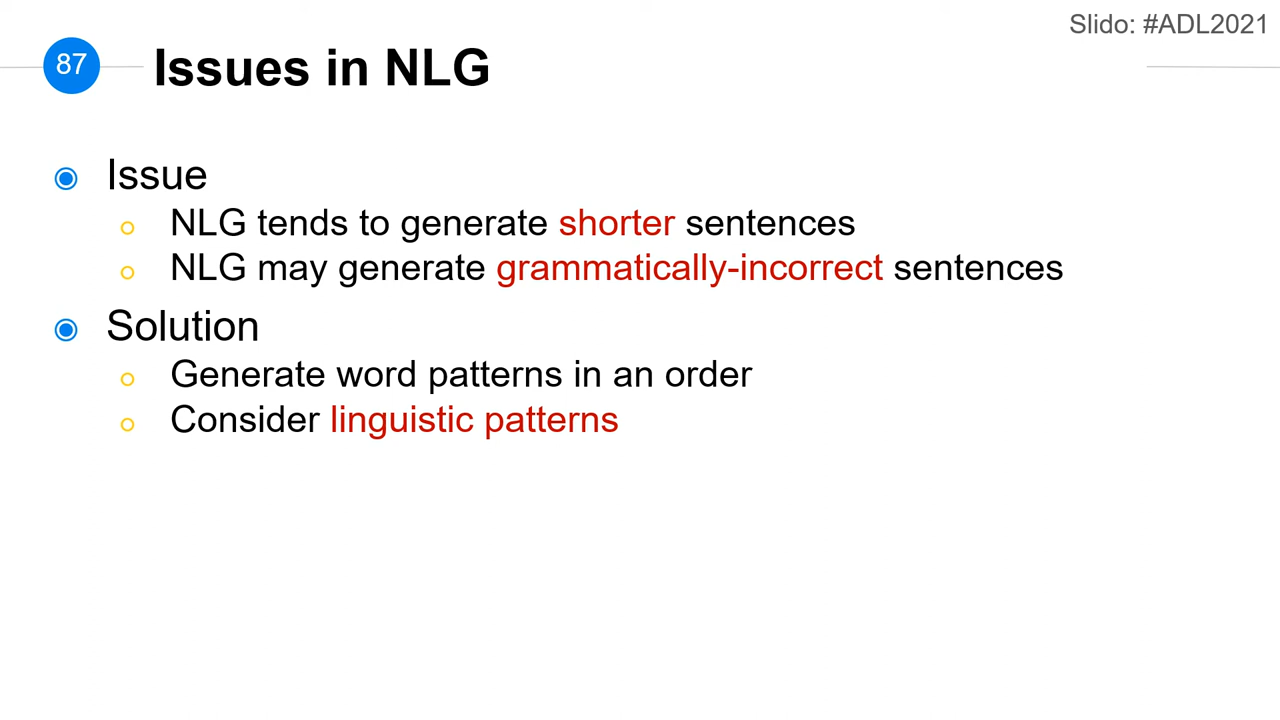 Slido: #ADL2021
87
Issues in NLG
Issue
NLG tends to generate shorter sentences
NLG may generate grammatically-incorrect sentences
Solution
Generate word patterns in an order
Consider linguistic patterns